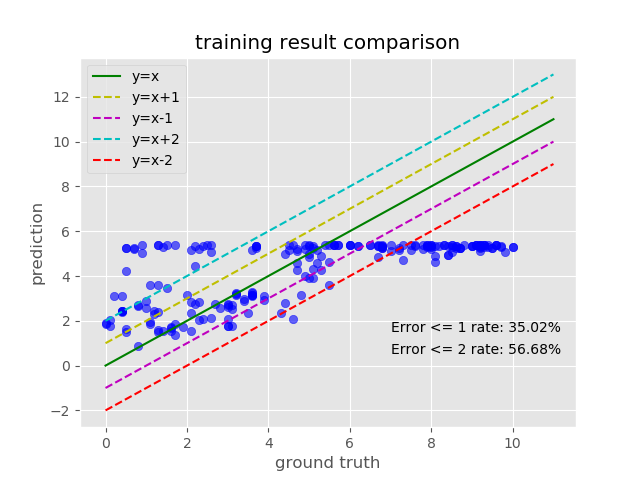 training result comparison
y=x
y=x+1
y=x-1
y=x+2
y=x-2
12
10
8
6
4
2
0
−2
prediction
Error <= 1 rate: 35.02%
Error <= 2 rate: 56.68%
0 2 4 6 8 10
ground truth